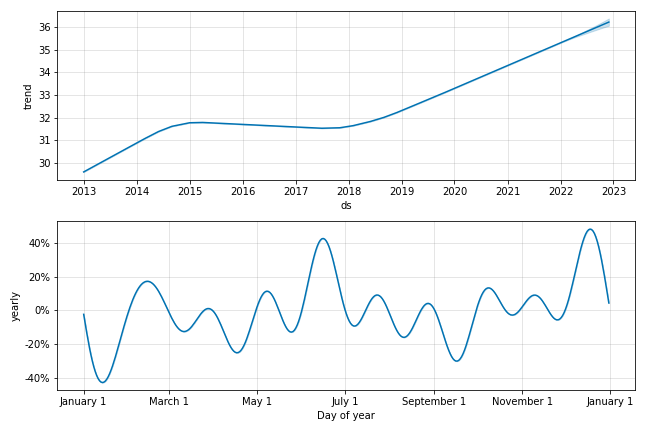 36
35
34
33
32
31
30
trend
2013 2014 2015 2016 2017 2018 2019 2020 2021 2022 2023
ds
40%
20%
0%
-20%
-40%
yearly
January 1 March 1 May 1 July 1 September 1 November 1 January 1
Day of year